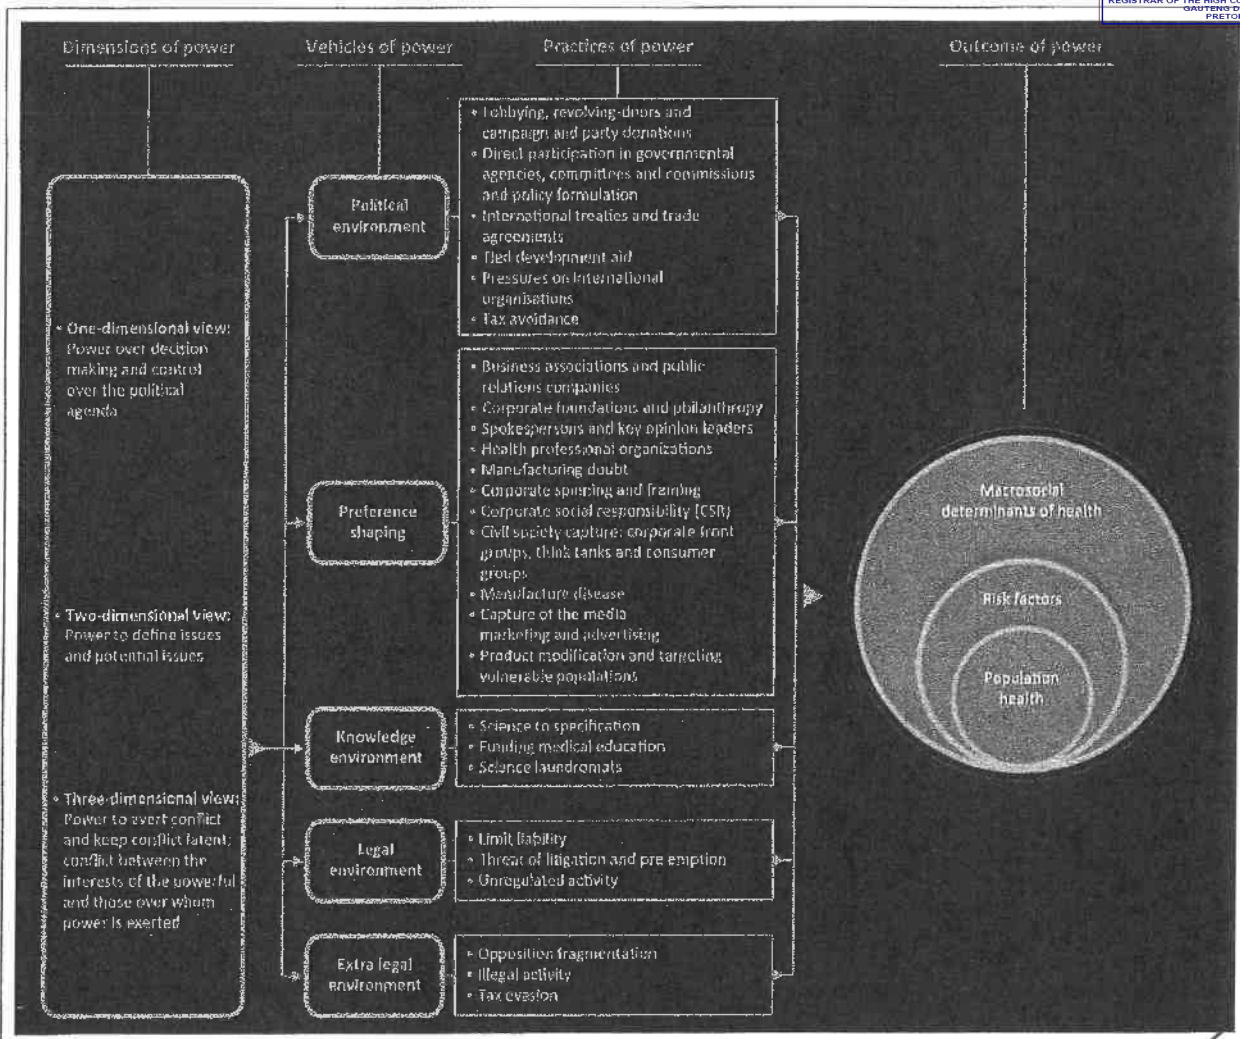 REGISTRAR OF THE HIGH CO
GAUTENG D
PRETO
Dimensions of power
Vehicles of power
Practices of power
Outcome of power
• One-dimensional view:
Power over decision
making and control
over the political
agenda
• Two-dimensional view:
Power to define issues
and potential issues
• Three-dimensional view:
Power to avert conflict
and keep conflict latent;
conflict between the
interests of the powerful
and those over whom
power is exerted
Political
environment
• Lobbying, revolving-doors and
campaign and party donations
• Direct participation in governmental
agencies, committees and commissions
and policy formulation
• International treaties and trade
agreements
• Tied development aid
• Pressures on International
organisations
• Tax avoidance
Preference
shaping
• Business associations and public
relations companies
• Corporate foundations and philanthropy
• Spokespersons and key opinion leaders
• Health professional organizations
• Manufacturing doubt
• Corporate spinning and framing
• Corporate social responsibility (CSR)
• Civil society capture: corporate front
groups, think tanks and consumer
groups
• Manufacture disease
• Capture of the media
marketing and advertising
• Product modification and targeting
vulnerable populations
Knowledge
environment
• Science to specification
• Funding medical education
• Science laundromats
Legal
environment
• Limit liability
• Threat of litigation and pre emption
• Unregulated activity
Extra legal
environment
• Opposition fragmentation
• Illegal activity
• Tax evasion
Macrosocial
determinants of health
Risk factors
Population
health